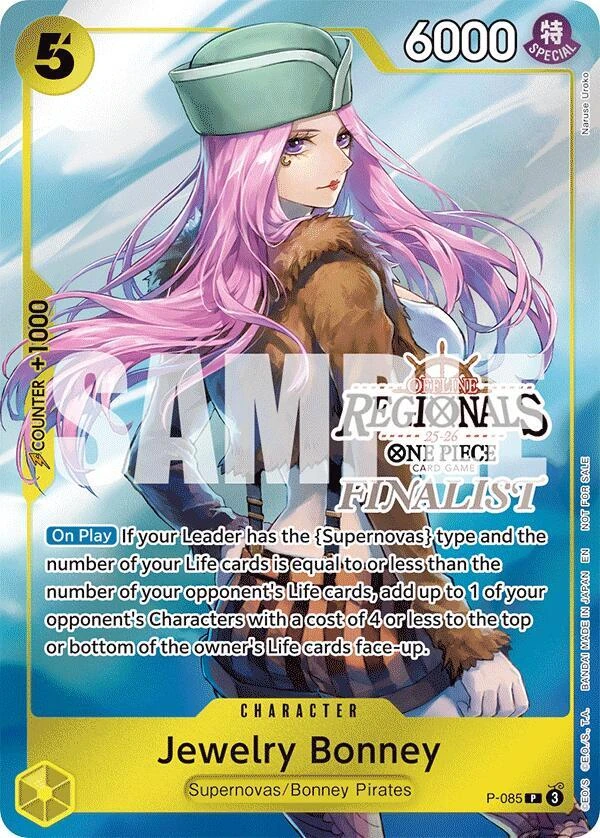 5
6000
特
SPECIAL
Naruse Uroko
COUNTER +1000
SAMPLE
OFFLINE
REGIONALS
25-26
ONE PIECE
CARD GAME
FINALIST
On Play If your Leader has the {Supernovas} type and the
number of your Life cards is equal to or less than the
number of your opponent's Life cards, add up to 1 of your
opponent's Characters with a cost of 4 or less to the top
or bottom of the owner's Life cards face-up.
©E.O./S. ©E.O./S., T.A. BANDAI MADE IN JAPAN EN NOT FOR SALE
CHARACTER
Jewelry Bonney
Supernovas/Bonney Pirates
P-085 P 3